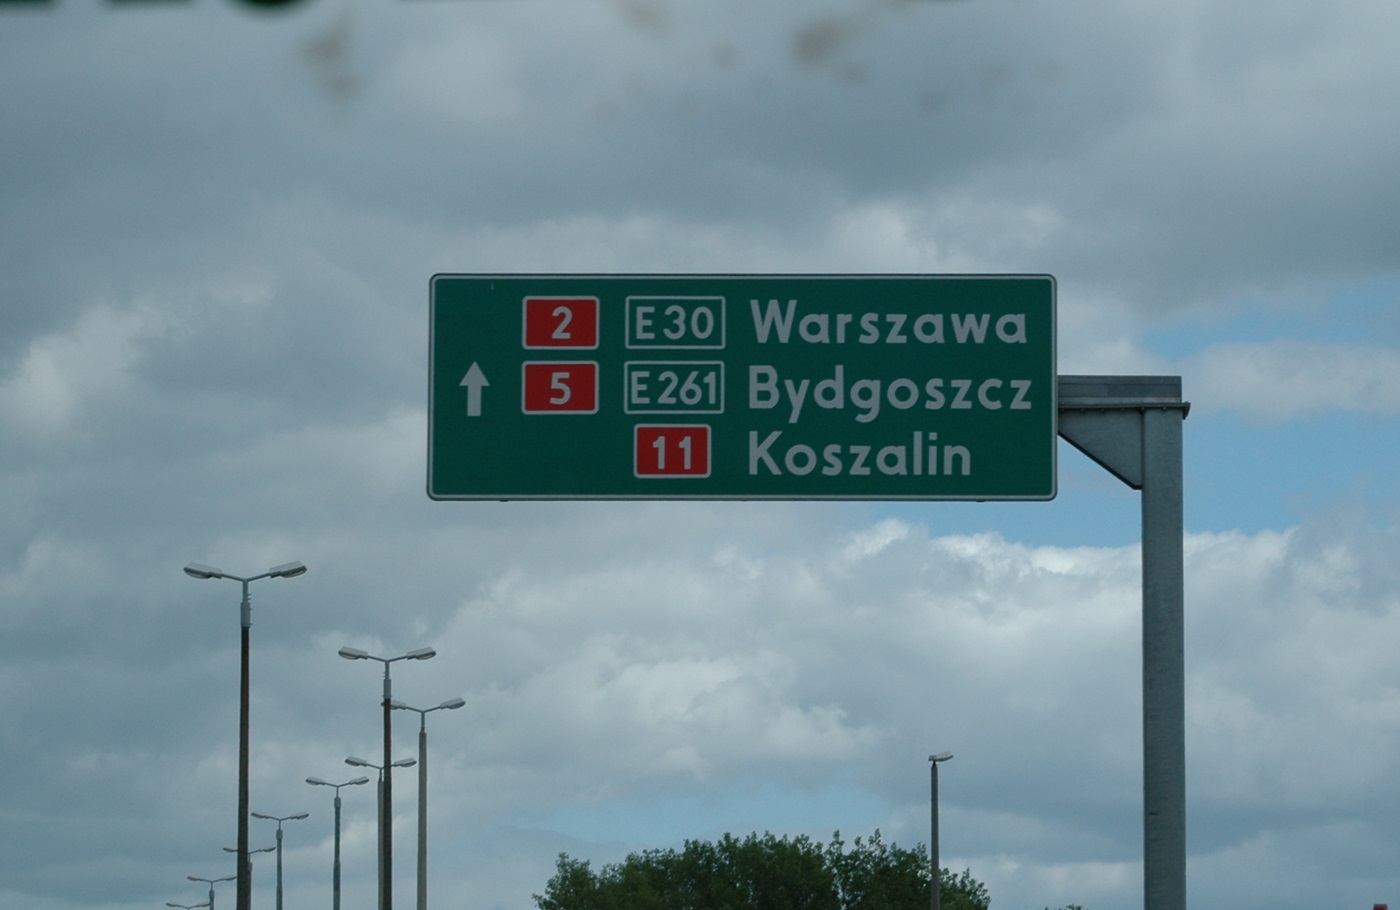 2 E30 Warszawa
5 E261 Bydgoszcz
11 Koszalin